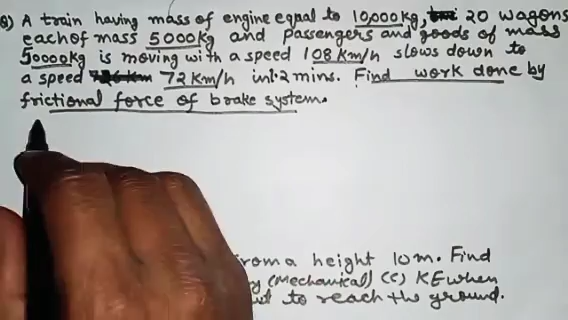 Q) A train having mass of engine equal to 10,000kg, 20 wagons
each of mass 5000kg and passengers and goods of mass
50000kg is moving with a speed 108 km/h slows down to
a speed 72 km/h in 2 mins. Find work done by
frictional force of brake system.
from a height 10m. Find
(Mechanical) (c) KE when
to reach the ground.